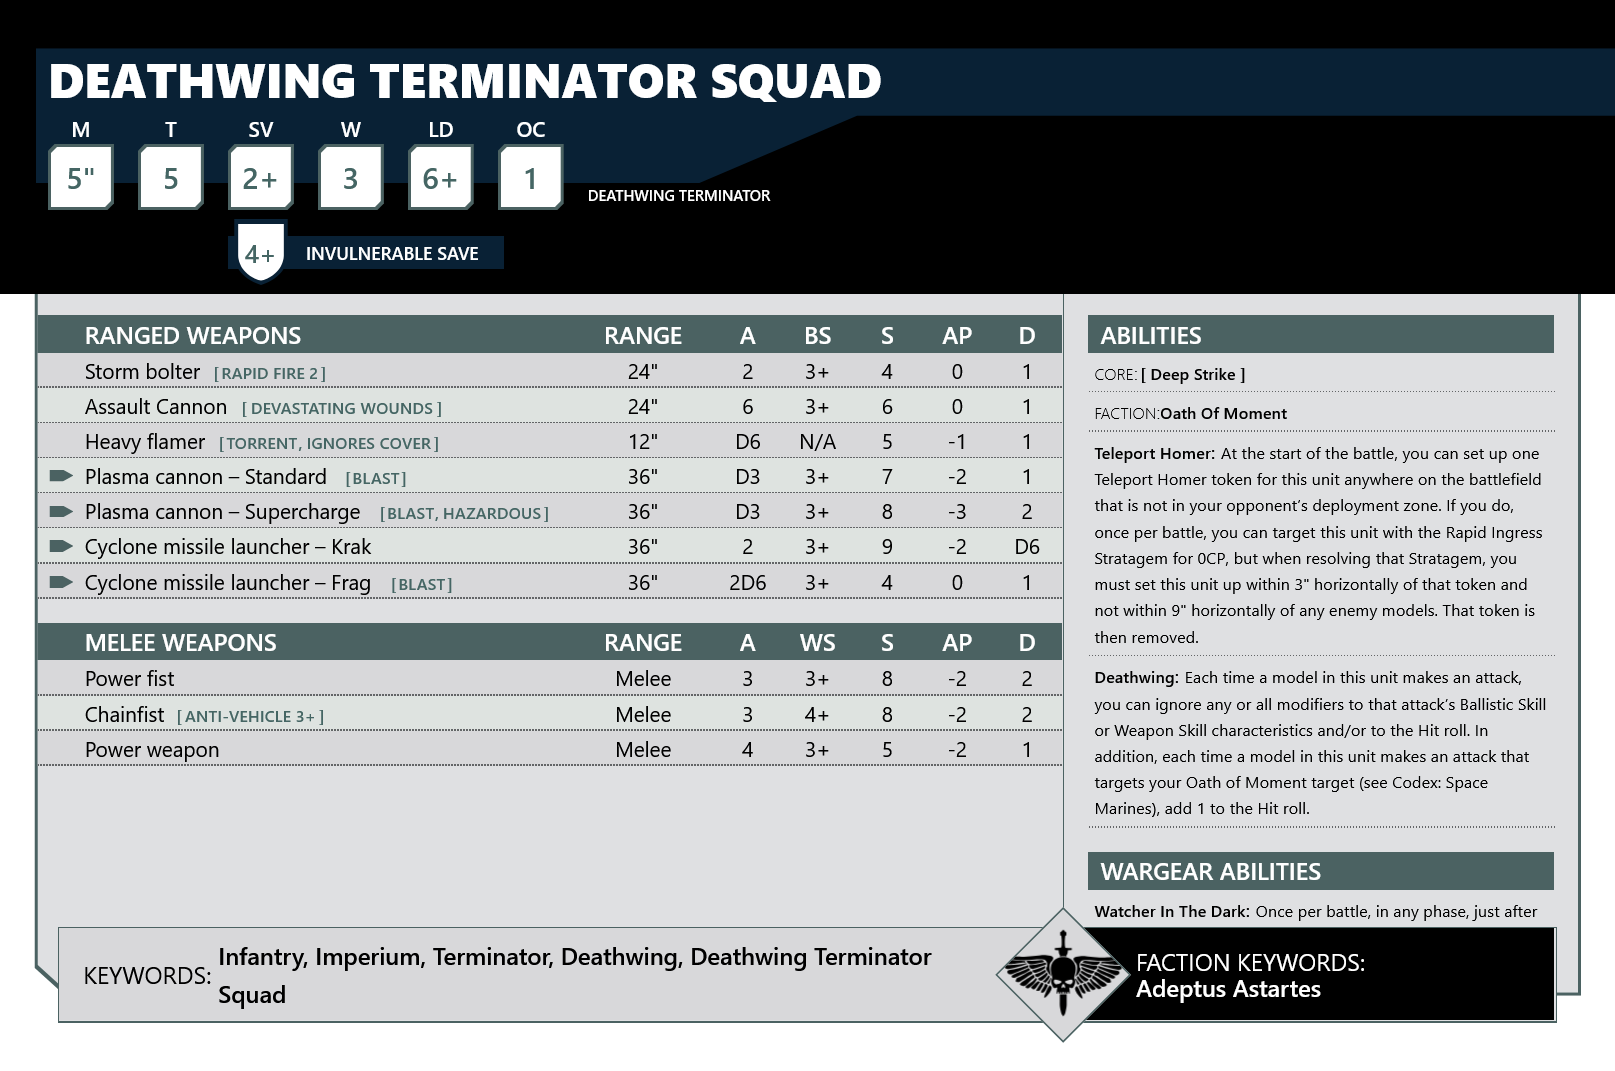 DEATHWING TERMINATOR SQUAD
M T SV W LD OC
5" 5 2+ 3 6+ 1
DEATHWING TERMINATOR
4+ INVULNERABLE SAVE
RANGED WEAPONS RANGE A BS S AP D
Storm bolter [RAPID FIRE 2] 24" 2 3+ 4 0 1
Assault Cannon [DEVASTATING WOUNDS] 24" 6 3+ 6 0 1
Heavy flamer [TORRENT, IGNORES COVER] 12" D6 N/A 5 -1 1
Plasma cannon – Standard [BLAST] 36" D3 3+ 7 -2 1
Plasma cannon – Supercharge [BLAST, HAZARDOUS] 36" D3 3+ 8 -3 2
Cyclone missile launcher – Krak 36" 2 3+ 9 -2 D6
Cyclone missile launcher – Frag [BLAST] 36" 2D6 3+ 4 0 1
MELEE WEAPONS RANGE A WS S AP D
Power fist Melee 3 3+ 8 -2 2
Chainfist [ANTI-VEHICLE 3+] Melee 3 4+ 8 -2 2
Power weapon Melee 4 3+ 5 -2 1
ABILITIES
CORE: [ Deep Strike ]
FACTION:Oath Of Moment
Teleport Homer: At the start of the battle, you can set up one
Teleport Homer token for this unit anywhere on the battlefield
that is not in your opponent's deployment zone. If you do,
once per battle, you can target this unit with the Rapid Ingress
Stratagem for 0CP, but when resolving that Stratagem, you
must set this unit up within 3" horizontally of that token and
not within 9" horizontally of any enemy models. That token is
then removed.
Deathwing: Each time a model in this unit makes an attack,
you can ignore any or all modifiers to that attack's Ballistic Skill
or Weapon Skill characteristics and/or to the Hit roll. In
addition, each time a model in this unit makes an attack that
targets your Oath of Moment target (see Codex: Space
Marines), add 1 to the Hit roll.
WARGEAR ABILITIES
Watcher In The Dark: Once per battle, in any phase, just after
KEYWORDS: Infantry, Imperium, Terminator, Deathwing, Deathwing Terminator
Squad
FACTION KEYWORDS:
Adeptus Astartes